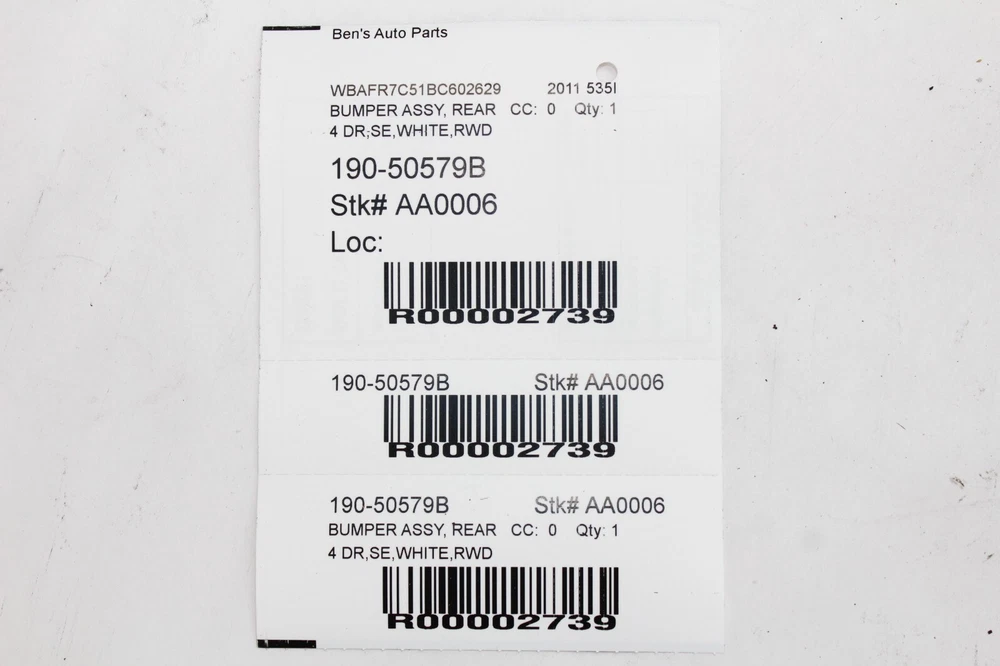 Ben's Auto Parts
WBAFR7C51BC602629 2011 535I
BUMPER ASSY, REAR CC: 0 Qty: 1
4 DR,SE,WHITE,RWD
190-50579B
Stk# AA0006
Loc:
R00002739
190-50579B Stk# AA0006
R00002739
190-50579B Stk# AA0006
BUMPER ASSY, REAR CC: 0 Qty: 1
4 DR,SE,WHITE,RWD
R00002739